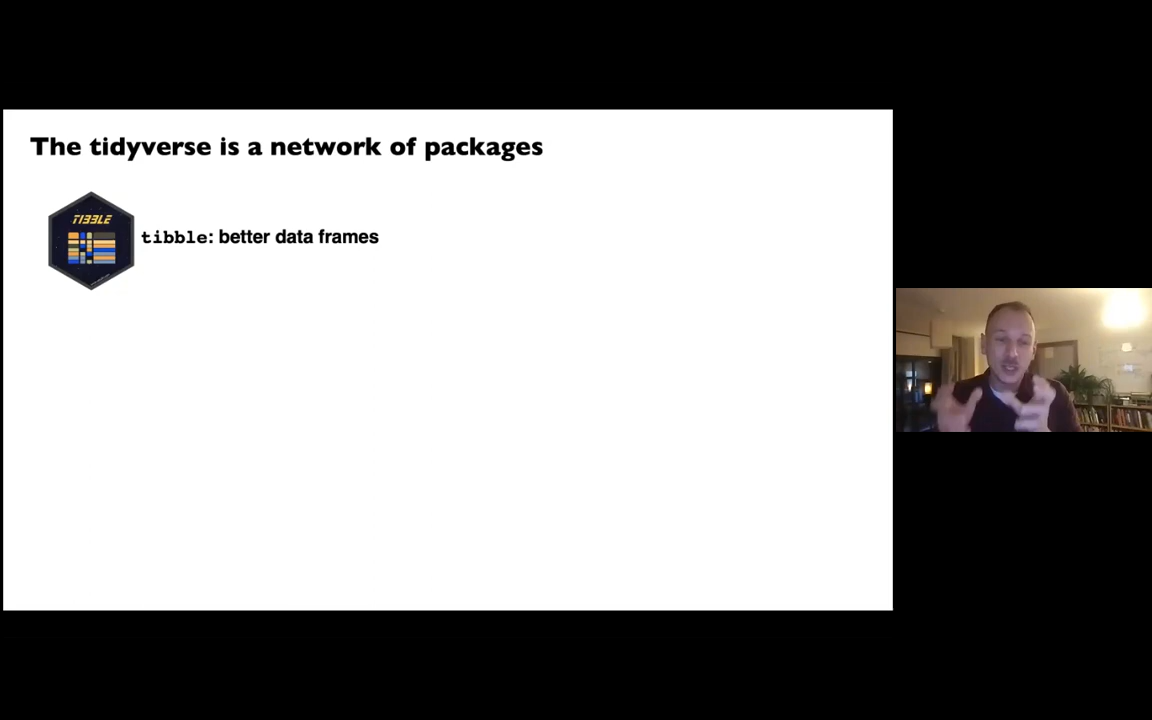 The tidyverse is a network of packages
TIBBLE
tibble: better data frames